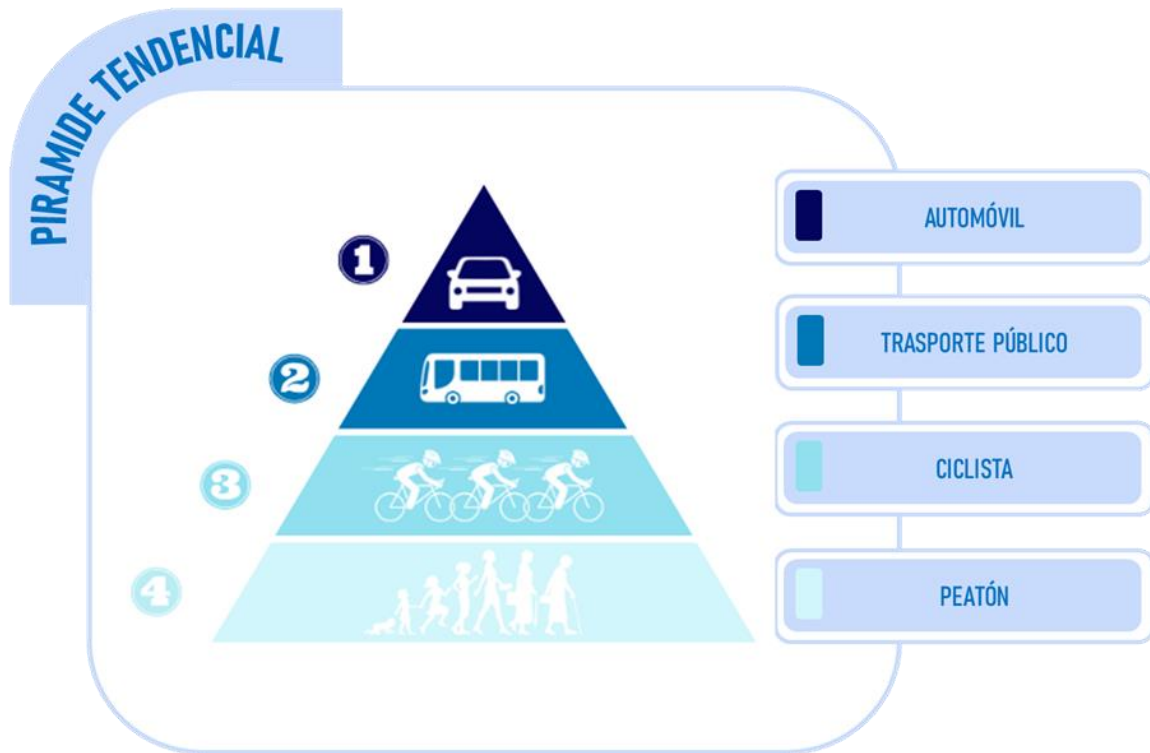 PIRAMIDE TENDENCIAL
1
AUTOMÓVIL
2
TRASPORTE PÚBLICO
3
CICLISTA
4
PEATÓN